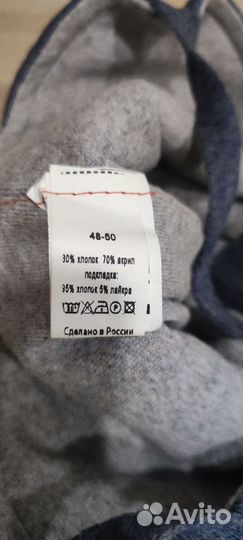 48-50
30% хлопок 70% акрил
подкладка:
95% хлопок 5% лайкра
Сделано в России
Avito